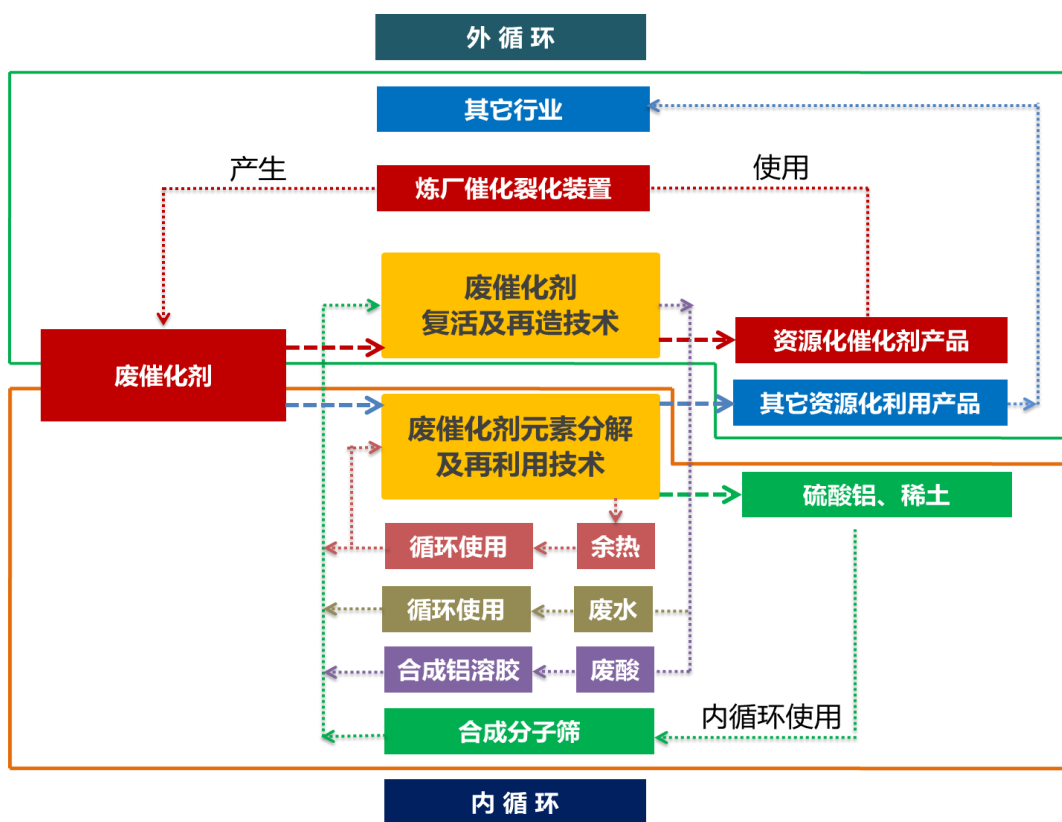 外循环
其它行业
产生
炼厂催化裂化装置
使用
废催化剂
复活及再造技术
资源化催化剂产品
废催化剂
其它资源化利用产品
废催化剂元素分解
及再利用技术
硫酸铝、稀土
循环使用
余热
循环使用
废水
合成铝溶胶
废酸
内循环使用
合成分子筛
内循环